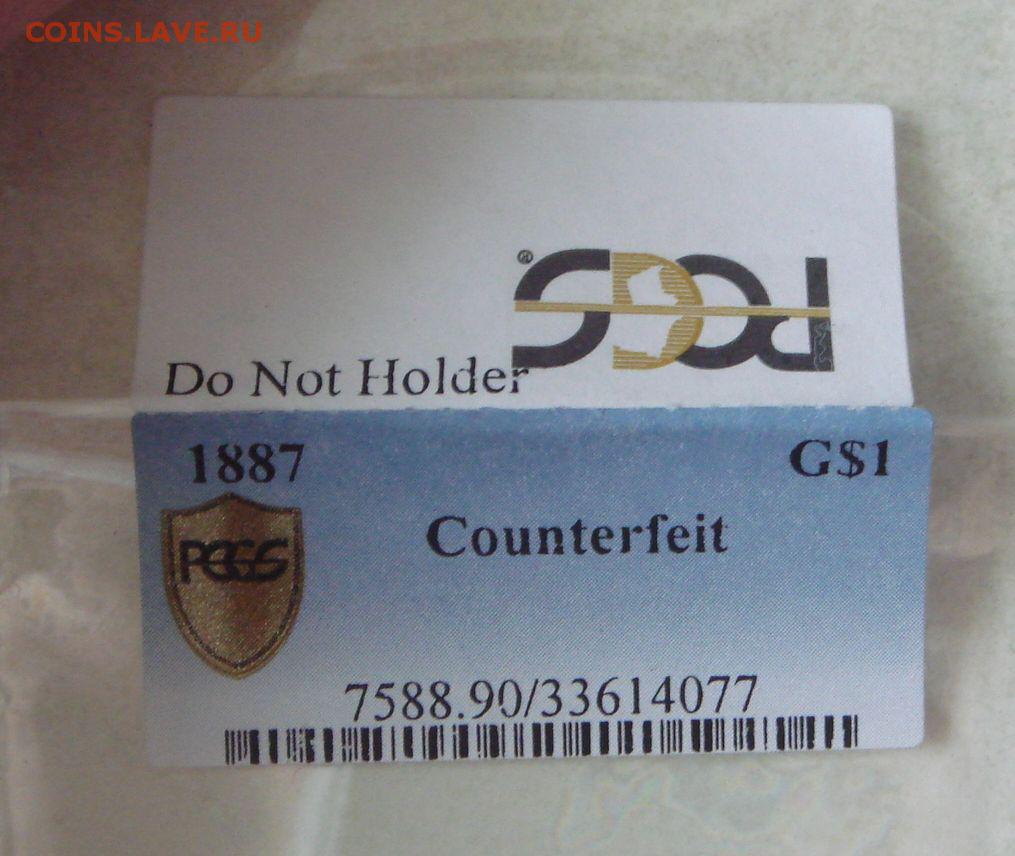 COINS.LAVE.RU
PCGS®
Do Not Holder
1887 G$1
PCGS
Counterfeit
7588.90/33614077